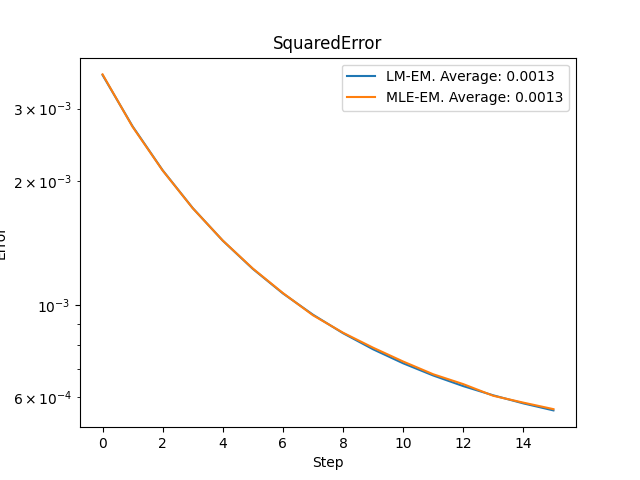 SquaredError
LM-EM. Average: 0.0013
MLE-EM. Average: 0.0013
3 × 10⁻³
2 × 10⁻³
10⁻³
6 × 10⁻⁴
Error
0 2 4 6 8 10 12 14
Step